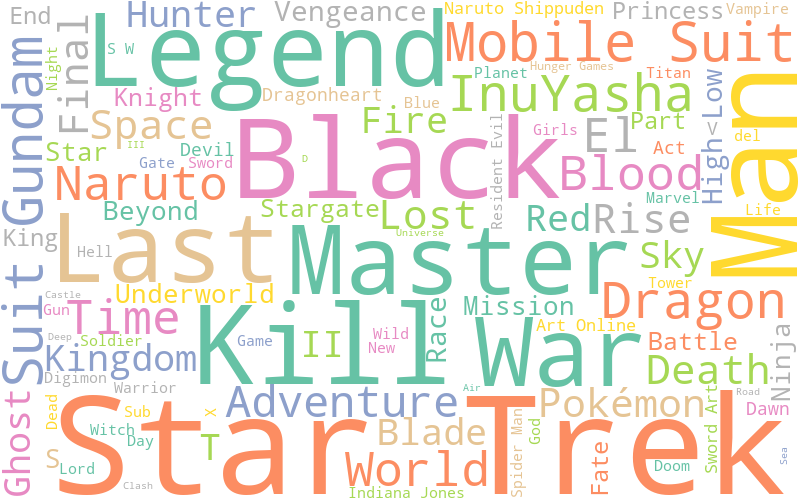 End
Hunter
Vengeance
Naruto Shippuden
Princess
Vampire
S W
Legend
Mobile Suit
Final
Night
Gundam
Knight
Dragonheart
Blue
Planet
Hunger Games
Titan
InuYasha
High<Low
Man
Space
Fire
Part
Girls
El
del
Star
III
Devil
Black
Act
Gate
Sword
D
Resident Evil
Blood
Naruto
Marvel
Beyond
Stargate
Lost
Red
Rise
Life
King
Hell
Last
Universe
Master
Sky
Suit
Castle
Underworld
Tower
Gun
Time
Kill
II
Race
Mission
Dragon
War
Art Online
Deep
Soldier
Game
Wild
New
Battle
Ninja
Kingdom
Digimon
Warrior
Death
Air
Ghost
Dead
Star Trek
Sub
X
Adventure
Pokémon
Road
Dawn
Witch
Day
T
Blade
Spider Man
God
Sword Art
S
Lord
World
Fate
Doom
Sea
Clash
Indiana Jones